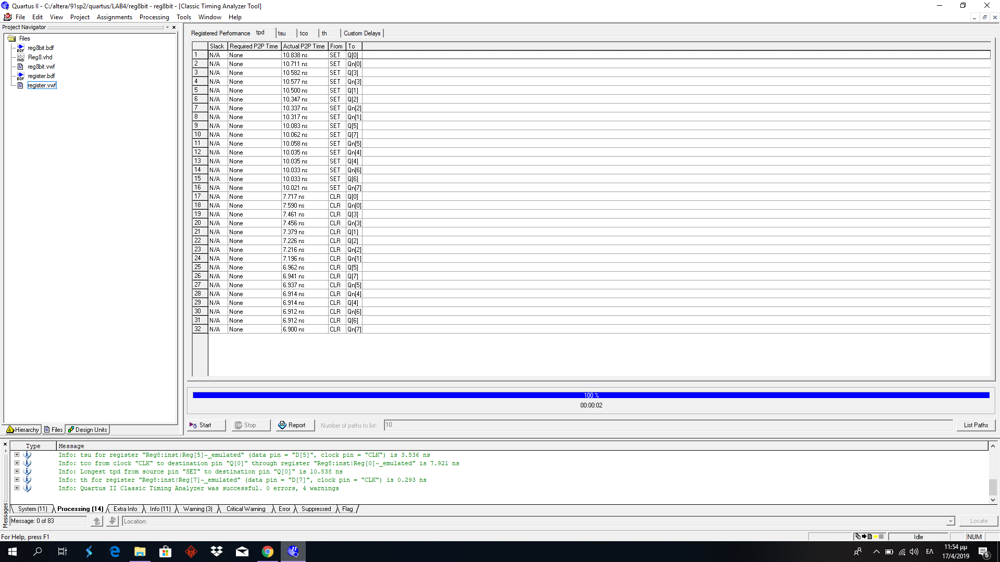 Quartus II - C:/altera/91sp2/quartus/LAB4/reg8bit - reg8bit - [Classic Timing Analyzer Tool]
File Edit View Project Assignments Processing Tools Window Help
Project Navigator
Files
reg8bit.bdf
Reg8.vhd
reg8bit.vwf
register.bdf
register.vwf
Hierarchy Files Design Units
Registered Performance tpd tsu tco th Custom Delays
Slack Required P2P Time Actual P2P Time From To
1 N/A None 10.838 ns SET Q[0]
2 N/A None 10.711 ns SET Qn[0]
3 N/A None 10.582 ns SET Q[3]
4 N/A None 10.577 ns SET Qn[3]
5 N/A None 10.500 ns SET Q[1]
6 N/A None 10.347 ns SET Q[2]
7 N/A None 10.337 ns SET Qn[2]
8 N/A None 10.317 ns SET Qn[1]
9 N/A None 10.083 ns SET Q[5]
10 N/A None 10.062 ns SET Q[7]
11 N/A None 10.058 ns SET Qn[5]
12 N/A None 10.035 ns SET Qn[4]
13 N/A None 10.035 ns SET Q[4]
14 N/A None 10.033 ns SET Qn[6]
15 N/A None 10.033 ns SET Q[6]
16 N/A None 10.021 ns SET Qn[7]
17 N/A None 7.717 ns CLR Q[0]
18 N/A None 7.590 ns CLR Qn[0]
19 N/A None 7.461 ns CLR Q[3]
20 N/A None 7.456 ns CLR Qn[3]
21 N/A None 7.379 ns CLR Q[1]
22 N/A None 7.226 ns CLR Q[2]
23 N/A None 7.216 ns CLR Qn[2]
24 N/A None 7.196 ns CLR Qn[1]
25 N/A None 6.962 ns CLR Q[5]
26 N/A None 6.941 ns CLR Q[7]
27 N/A None 6.937 ns CLR Qn[5]
28 N/A None 6.914 ns CLR Qn[4]
29 N/A None 6.914 ns CLR Q[4]
30 N/A None 6.912 ns CLR Qn[6]
31 N/A None 6.912 ns CLR Q[6]
32 N/A None 6.900 ns CLR Qn[7]
100 %
00:00:02
Start Stop Report Number of paths to list: 10 List Paths
Type Message
Info: tsu for register "Reg8:inst|Reg[5]~_emulated" (data pin = "D[5]", clock pin = "CLK") is 3.536 ns
Info: tco from clock "CLK" to destination pin "Q[0]" through register "Reg8:inst|Reg[0]~_emulated" is 7.921 ns
Info: Longest tpd from source pin "SET" to destination pin "Q[0]" is 10.838 ns
Info: th for register "Reg8:inst|Reg[7]~_emulated" (data pin = "D[7]", clock pin = "CLK") is 0.293 ns
Info: Quartus II Classic Timing Analyzer was successful. 0 errors, 4 warnings
System (11) Processing (14) Extra Info Info (11) Warning (3) Critical Warning Error Suppressed Flag
Messages
Message: 0 of 83 Location: Locate
For Help, press F1 Idle NUM
ΕΛ 11:54 μμ
17/4/2019
6